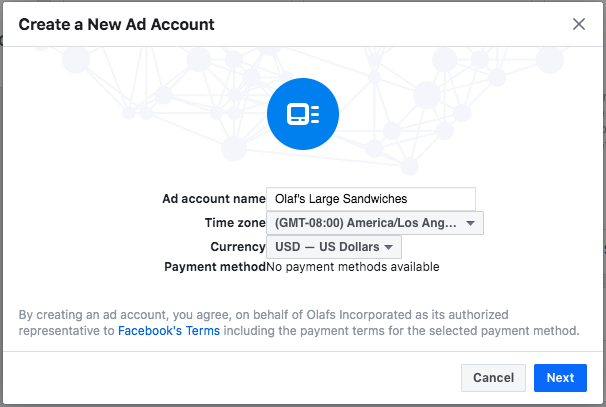 Create a New Ad Account
Ad account name Olaf's Large Sandwiches
Time zone (GMT-08:00) America/Los Ang...
Currency USD — US Dollars
Payment method No payment methods available
By creating an ad account, you agree, on behalf of Olafs Incorporated as its authorized
representative to Facebook's Terms including the payment terms for the selected payment method.
Cancel Next